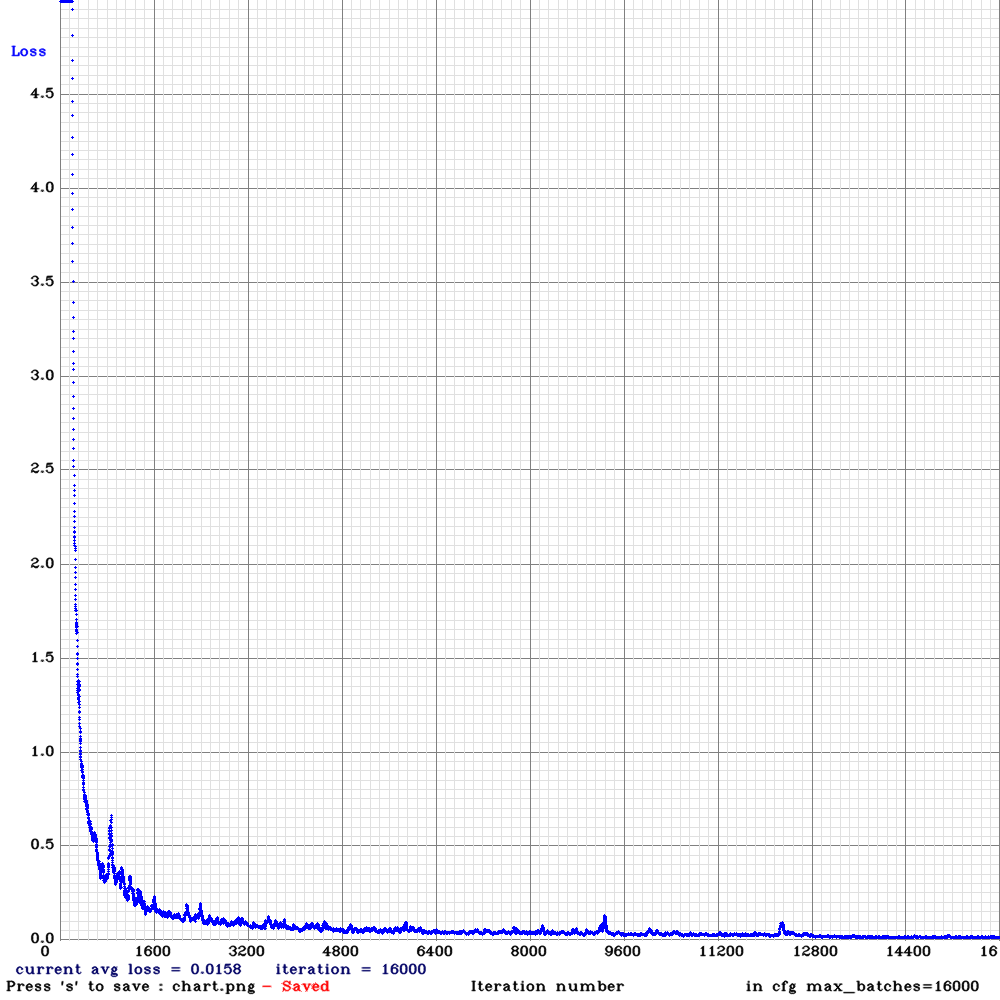 Loss
4.5
4.0
3.5
3.0
2.5
2.0
1.5
1.0
0.5
0.0
0 1600 3200 4800 6400 8000 9600 11200 12800 14400 16
current avg loss = 0.0158 iteration = 16000
Press 's' to save : chart.png - Saved Iteration number in cfg max_batches=16000